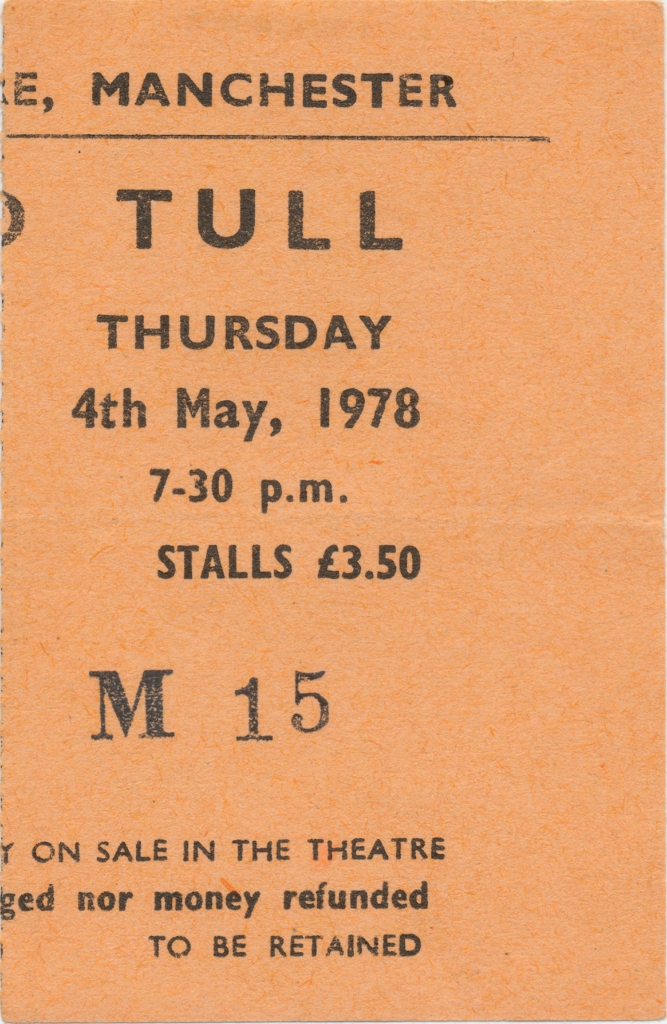 RE, MANCHESTER
O TULL
THURSDAY
4th May, 1978
7-30 p.m.
STALLS £3.50
M 15
Y ON SALE IN THE THEATRE
ged nor money refunded
TO BE RETAINED